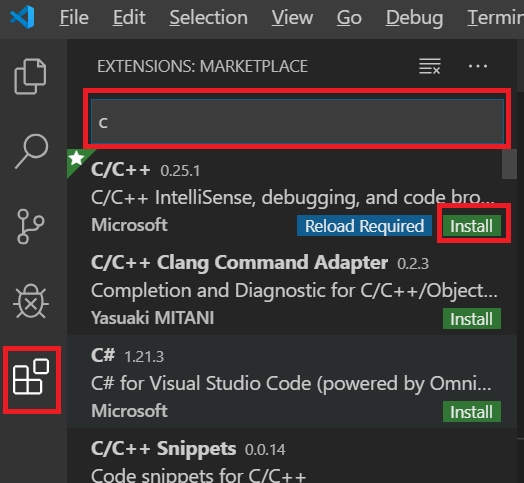 File Edit Selection View Go Debug Termin
EXTENSIONS: MARKETPLACE
c
C/C++ 0.25.1
C/C++ IntelliSense, debugging, and code bro...
Microsoft Reload Required Install
C/C++ Clang Command Adapter 0.2.3
Completion and Diagnostic for C/C++/Object...
Yasuaki MITANI Install
C# 1.21.3
C# for Visual Studio Code (powered by Omni...
Microsoft Install
C/C++ Snippets 0.0.14
Code snippets for C/C++